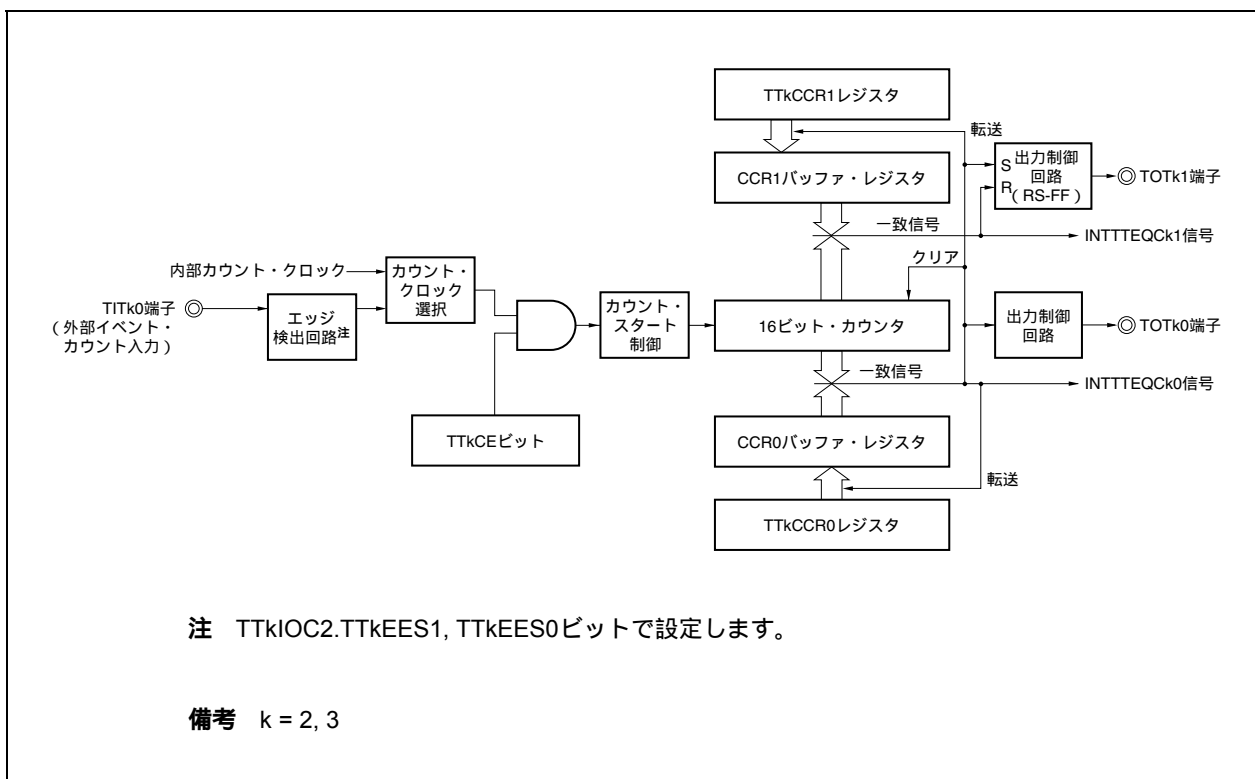 TTkCCR1レジスタ
転送
CCR1バッファ・レジスタ
S 出力制御
回路
R ( RS-FF )
TOTk1端子
一致信号
INTTTEQCk1信号
クリア
内部カウント・クロック
カウント・
クロック
選択
TITk0端子
( 外部イベント・
カウント入力 )
エッジ
検出回路注
カウント・
スタート
制御
16ビット・カウンタ
出力制御
回路
TOTk0端子
一致信号
INTTTEQCk0信号
TTkCEビット
CCR0バッファ・レジスタ
転送
TTkCCR0レジスタ
注 TTkIOC2.TTkEES1, TTkEES0ビットで設定します。
備考 k = 2, 3